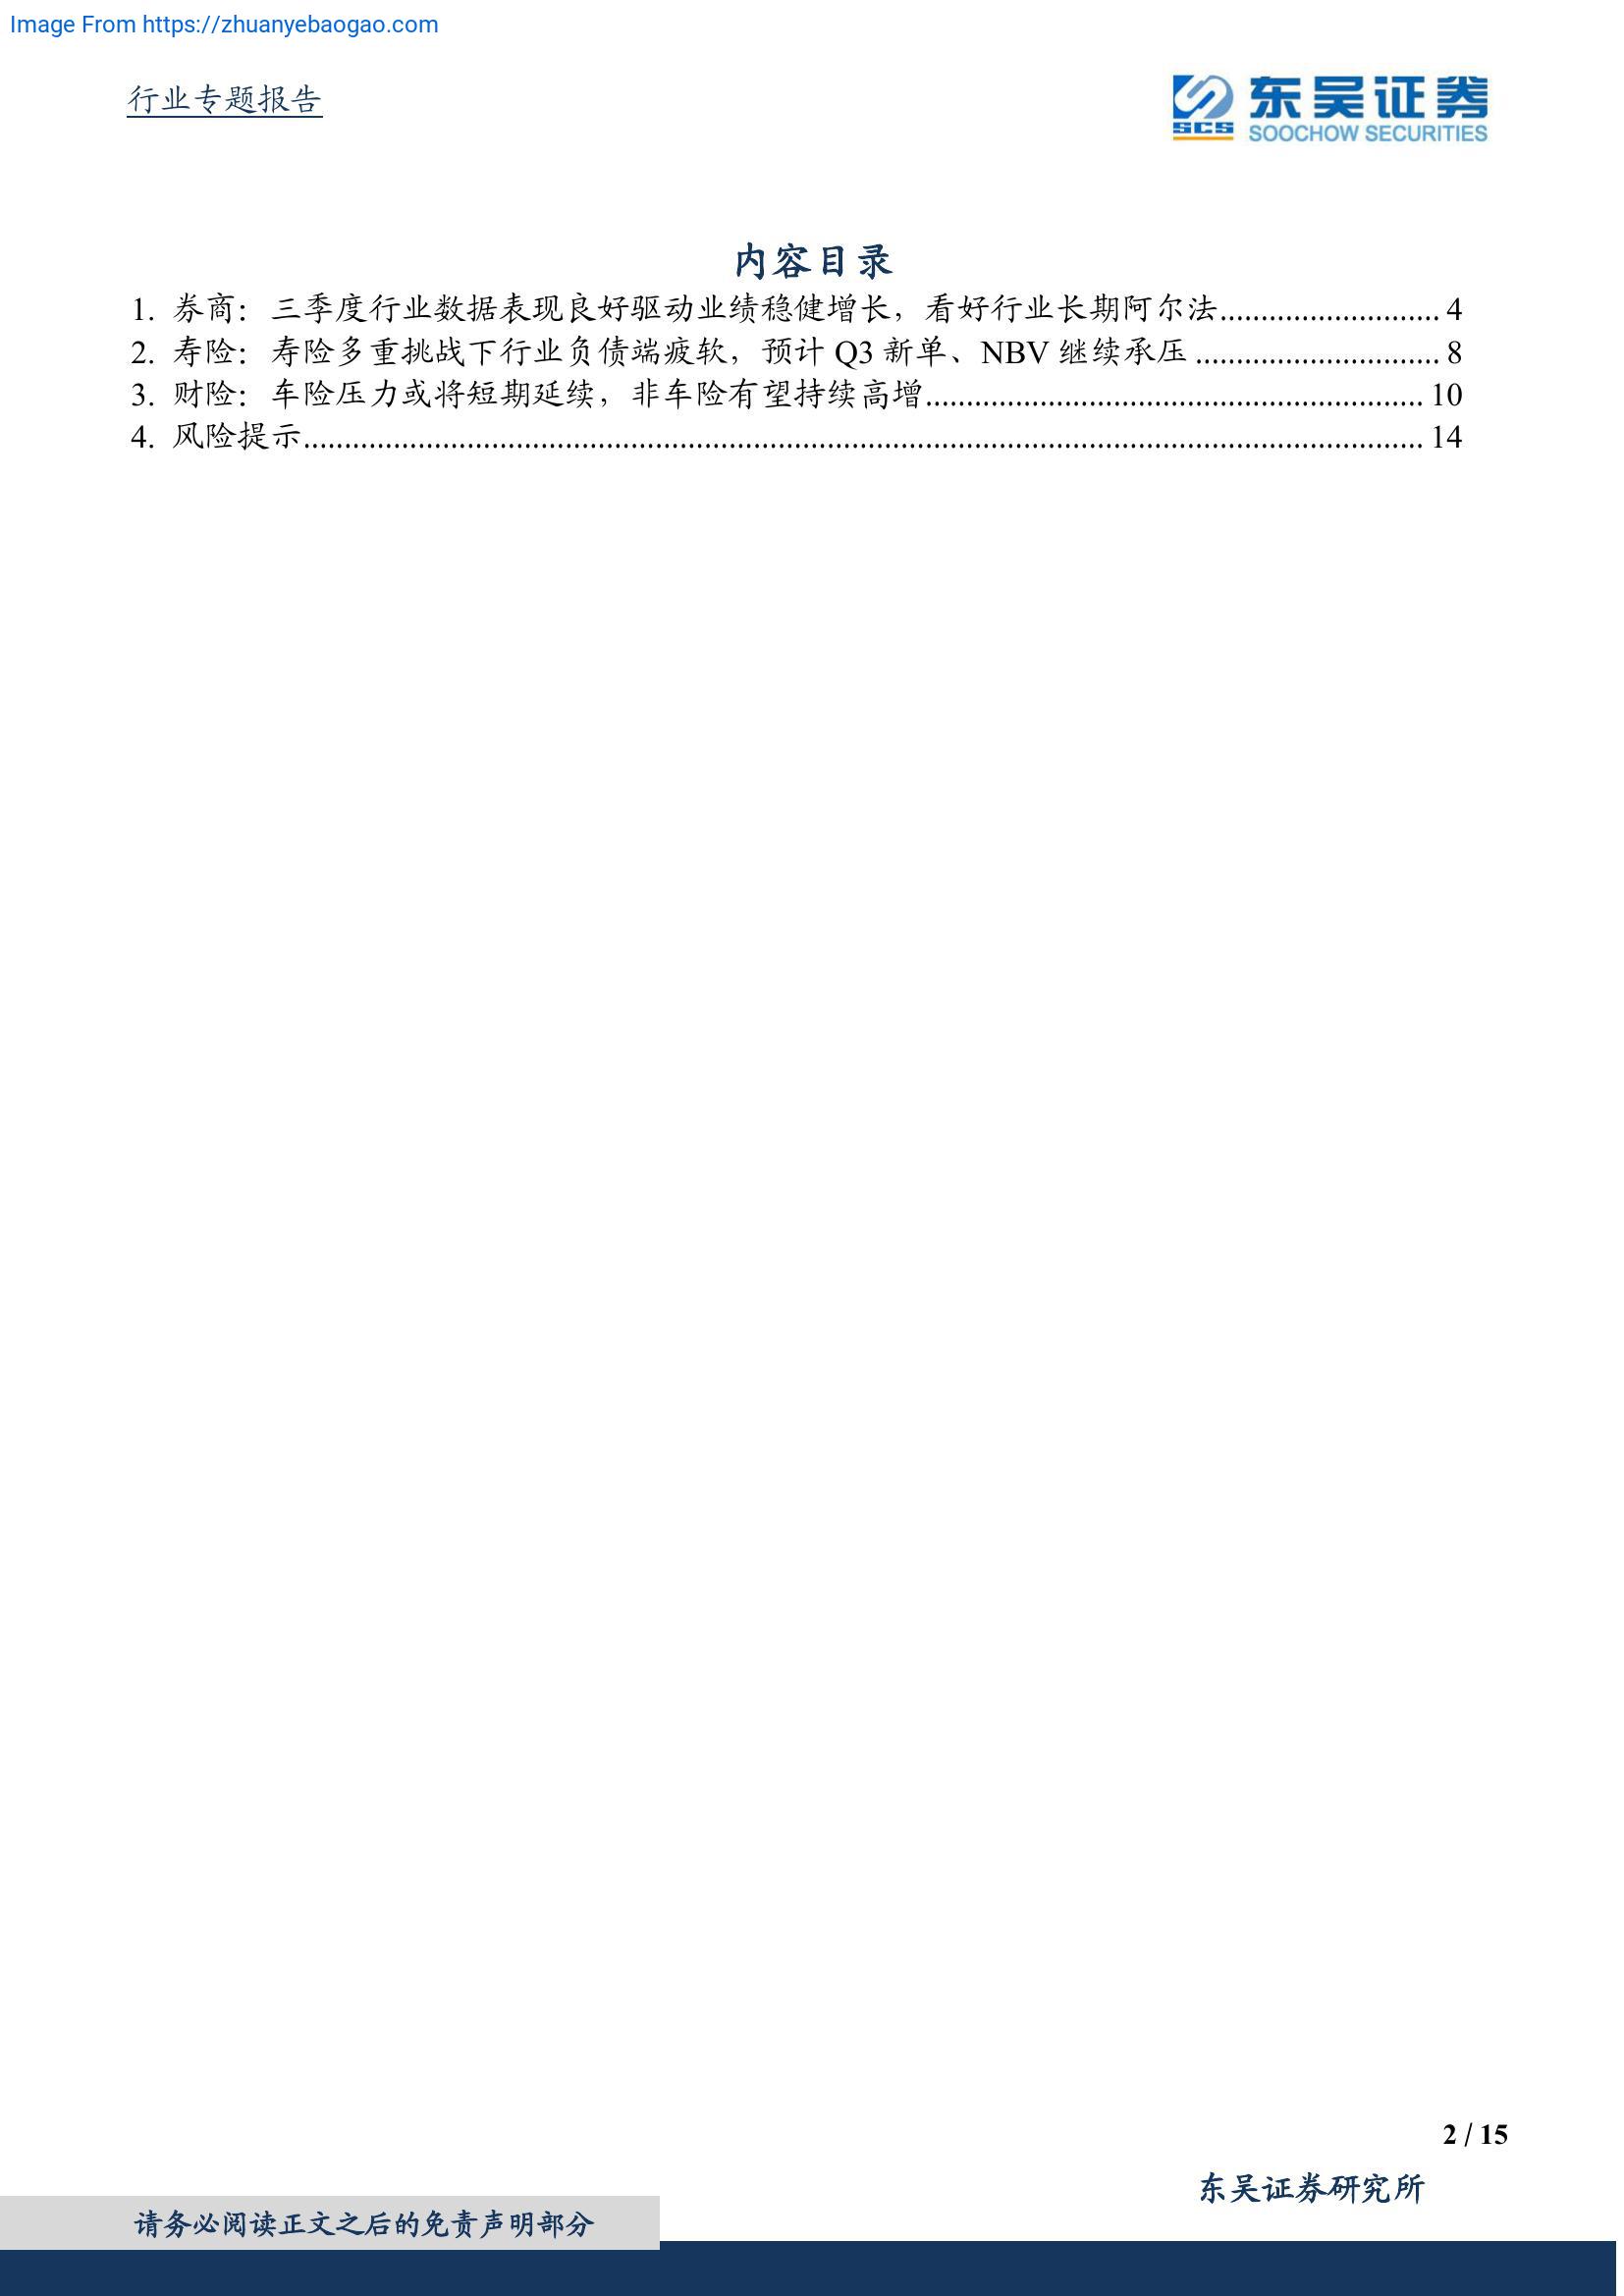 Image From https://zhuanyebaogao.com
行业专题报告
SCS
东吴证券
SOOCHOW SECURITIES
内容目录
1. 券商：三季度行业数据表现良好驱动业绩稳健增长，看好行业长期阿尔法........................... 4
2. 寿险：寿险多重挑战下行业负债端疲软，预计 Q3 新单、NBV 继续承压.............................. 8
3. 财险：车险压力或将短期延续，非车险有望持续高增............................................................. 10
4. 风险提示......................................................................................................................................... 14
2 / 15
东吴证券研究所
请务必阅读正文之后的免责声明部分